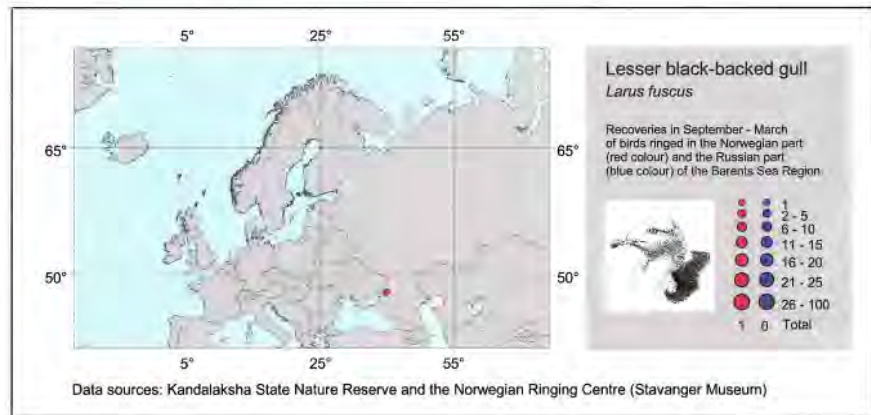 5° 25° 55°
Lesser black-backed gull
Larus fuscus
Recoveries in September - March
of birds ringed in the Norwegian part
(red colour) and the Russian part
(blue colour) of the Barents Sea Region
65° 65°
1
2 - 5
6 - 10
11 - 15
16 - 20
21 - 25
26 - 100
50° 50°
1 0 Total
5° 25° 55°
Data sources: Kandalaksha State Nature Reserve and the Norwegian Ringing Centre (Stavanger Museum)